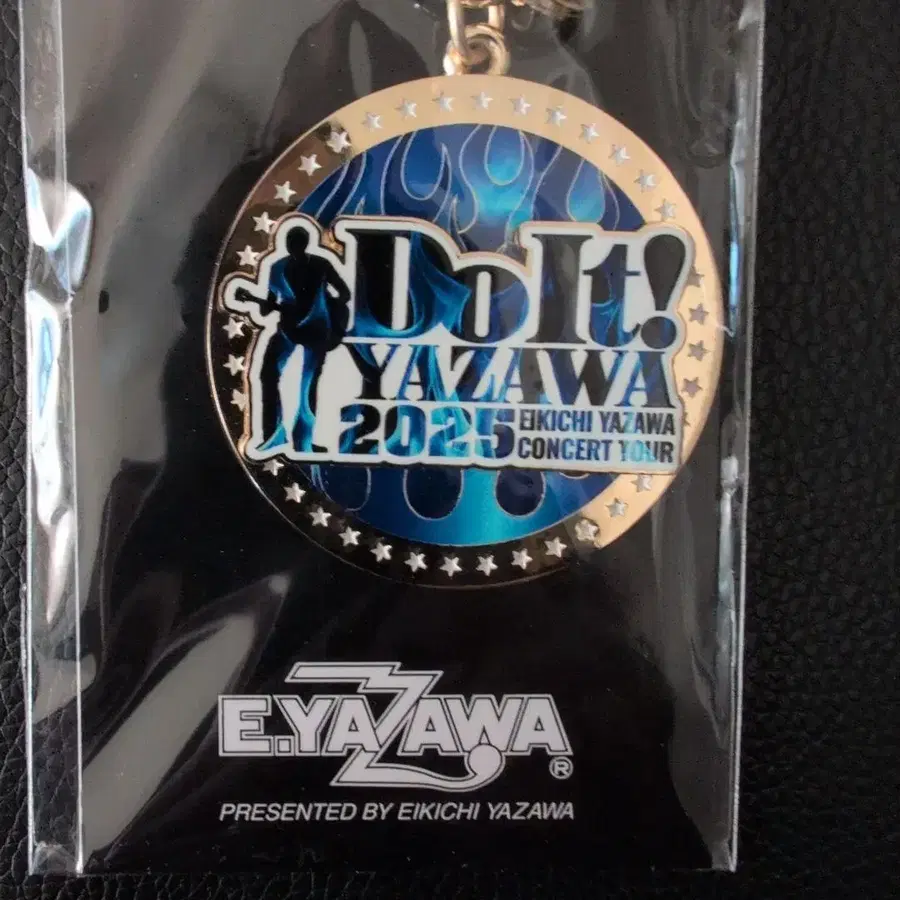 Do It!
YAZAWA
2025 EIKICHI YAZAWA
CONCERT TOUR
E.YAZAWA
®
PRESENTED BY EIKICHI YAZAWA